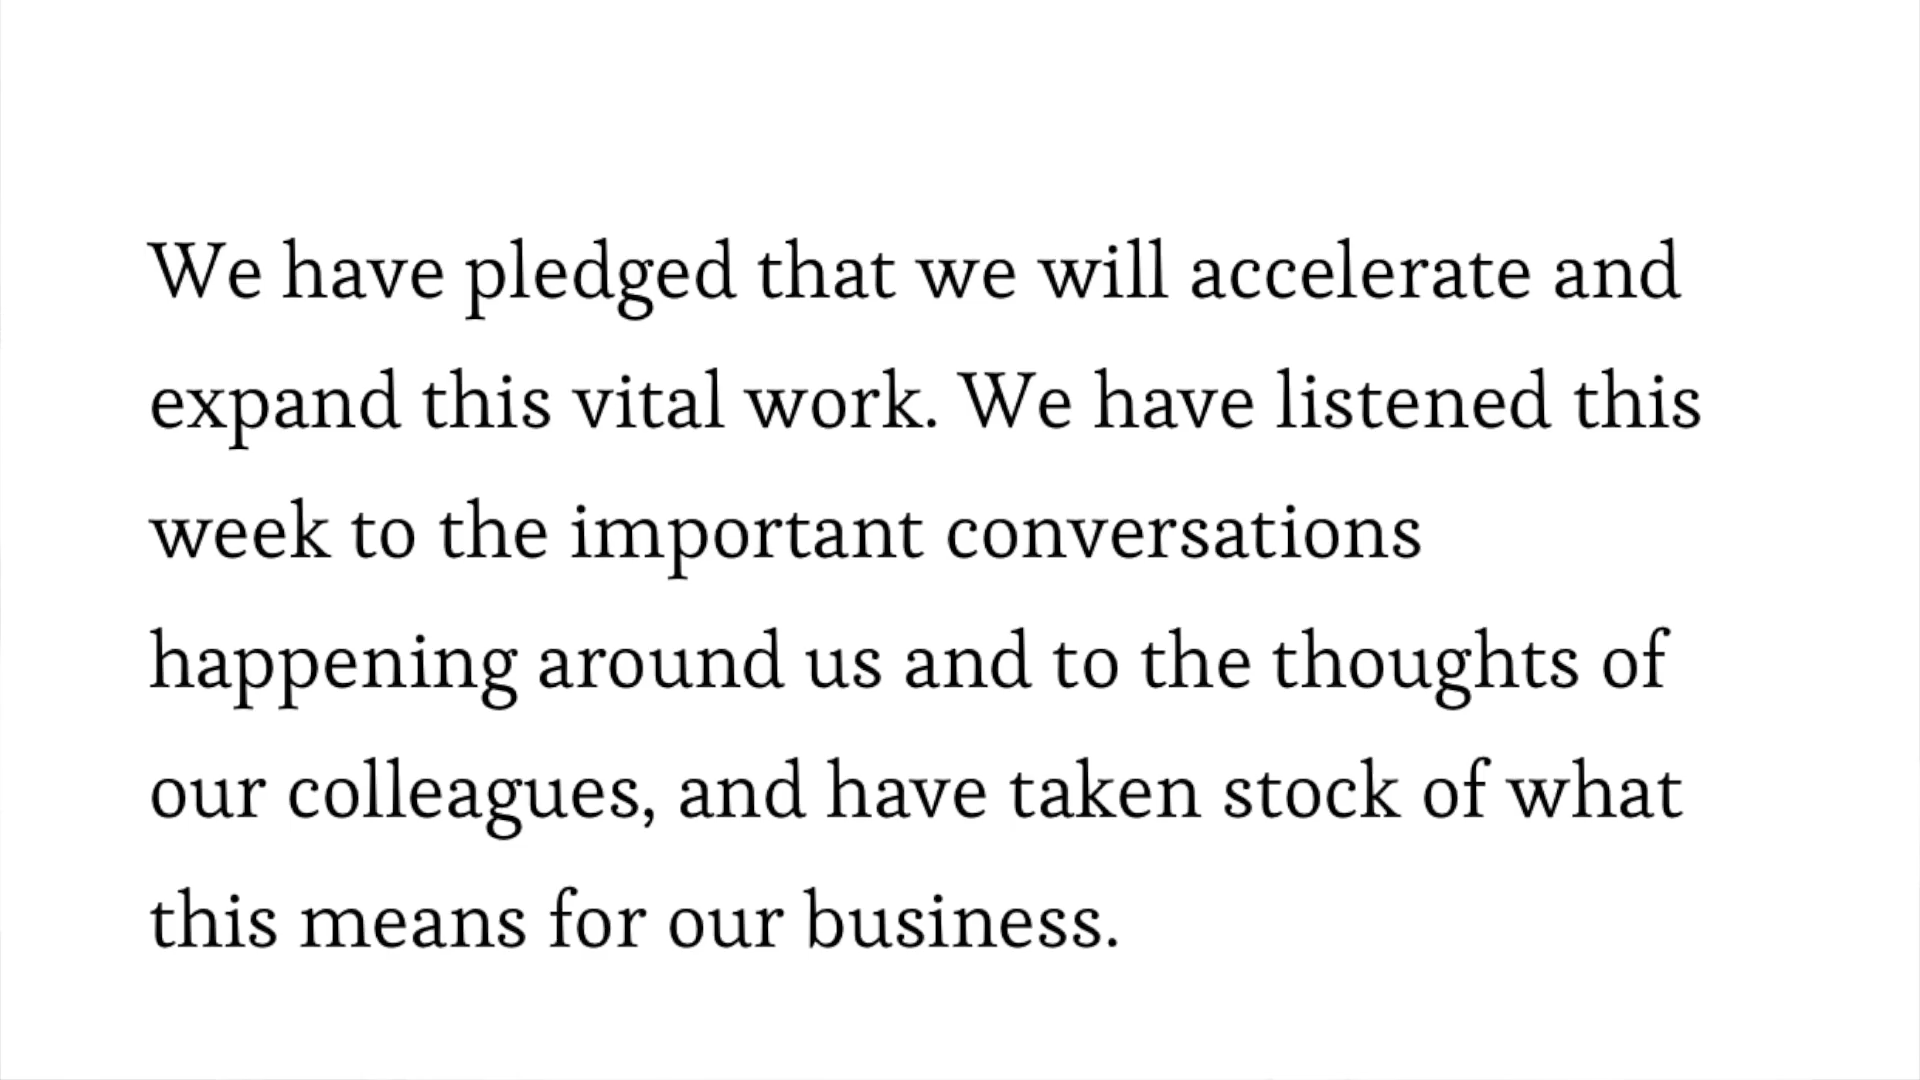 We have pledged that we will accelerate and
expand this vital work. We have listened this
week to the important conversations
happening around us and to the thoughts of
our colleagues, and have taken stock of what
this means for our business.